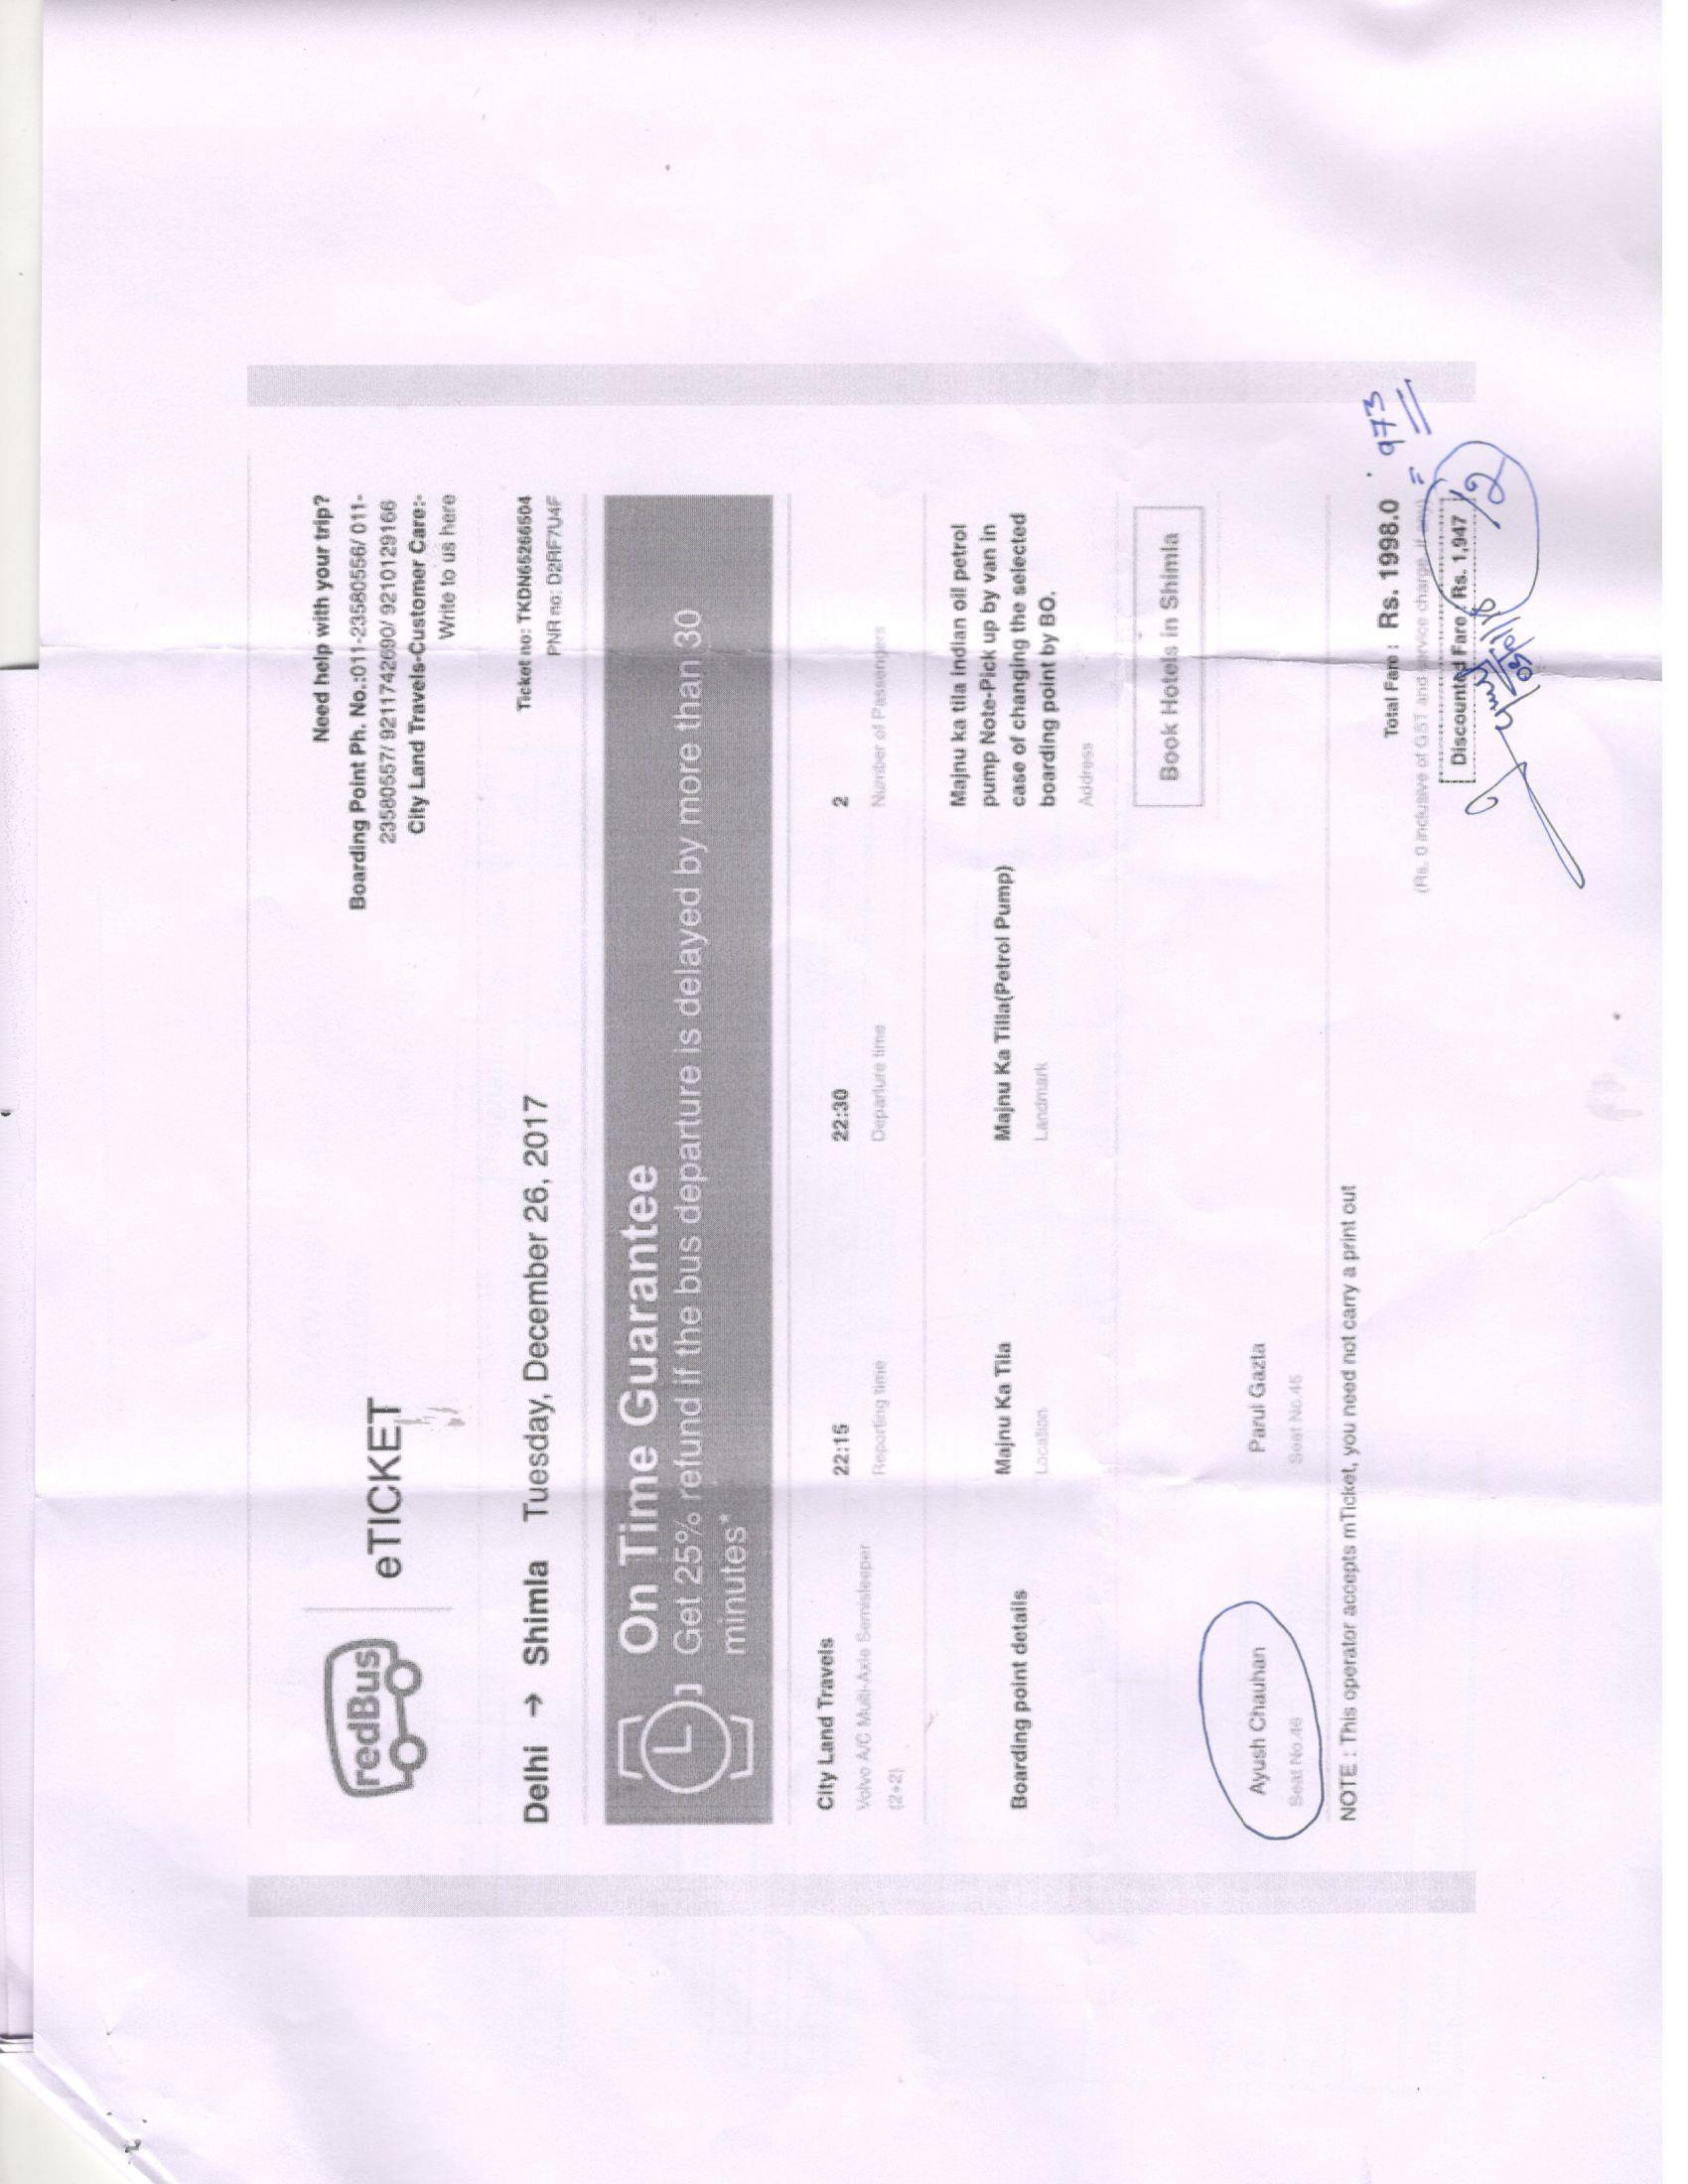 redBus eTICKET
Need help with your trip?
Boarding Point Ph. No.:011-23580556/ 011-
23580557/ 9211742690/ 9210129166
City Land Travels-Customer Care:-
Write to us here
Delhi → Shimla Tuesday, December 26, 2017
Ticket no: TKDN65266504
PNR no: D2RF7U4F
On Time Guarantee
Get 25% refund if the bus departure is delayed by more than 30
minutes*
City Land Travels 22:15 22:30 2
Volvo A/C Multi-Axle Semisleeper Reporting time Departure time Number of Passengers
(2+2)
Boarding point details
Majnu Ka Tila
Location
Majnu Ka Tilla(Petrol Pump)
Landmark
Majnu ka tila indian oil petrol
pump Note-Pick up by van in
case of changing the selected
boarding point by BO.
Address
Book Hotels in Shimla
Ayush Chauhan Parul Gazta
Seat No.46 Seat No.45
NOTE : This operator accepts mTicket, you need not carry a print out
Total Fare : Rs. 1998.0
(Rs. 0 inclusive of GST and service charge,
Discounted Fare : Rs. 1,947
/2 = 973